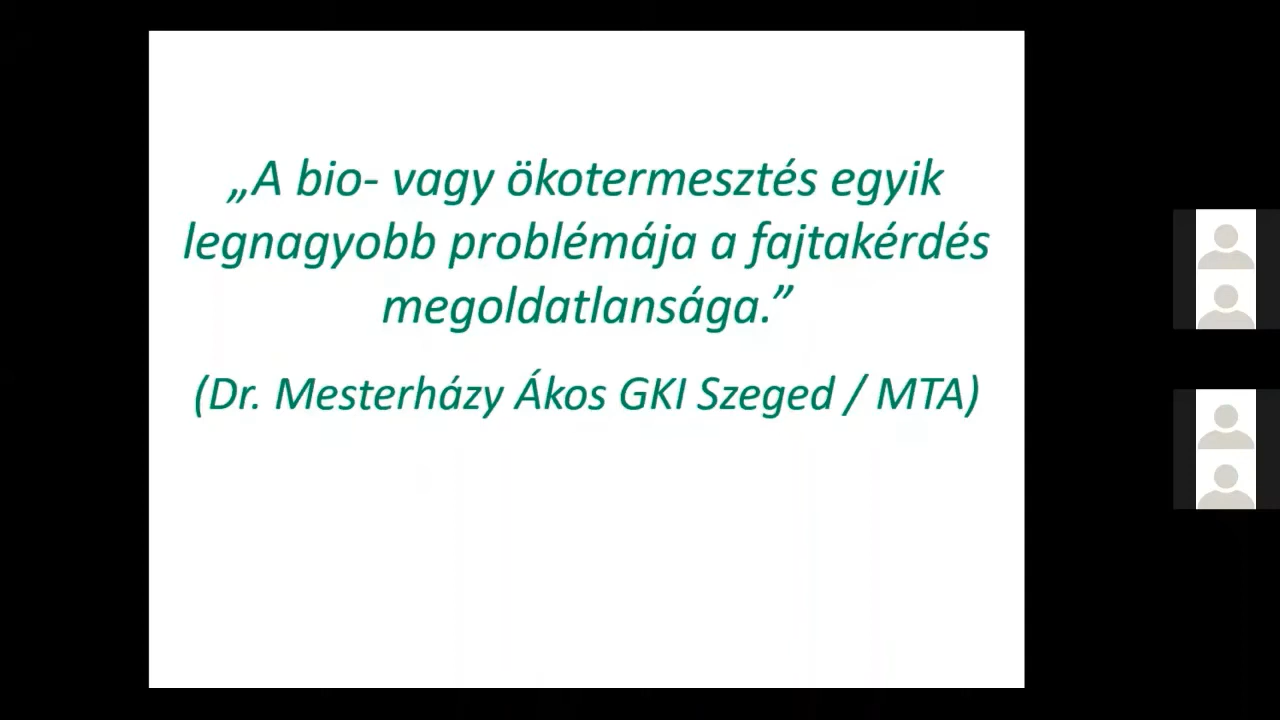 „A bio- vagy ökotermesztés egyik
legnagyobb problémája a fajtakérdés
megoldatlansága.”
(Dr. Mesterházy Ákos GKI Szeged / MTA)